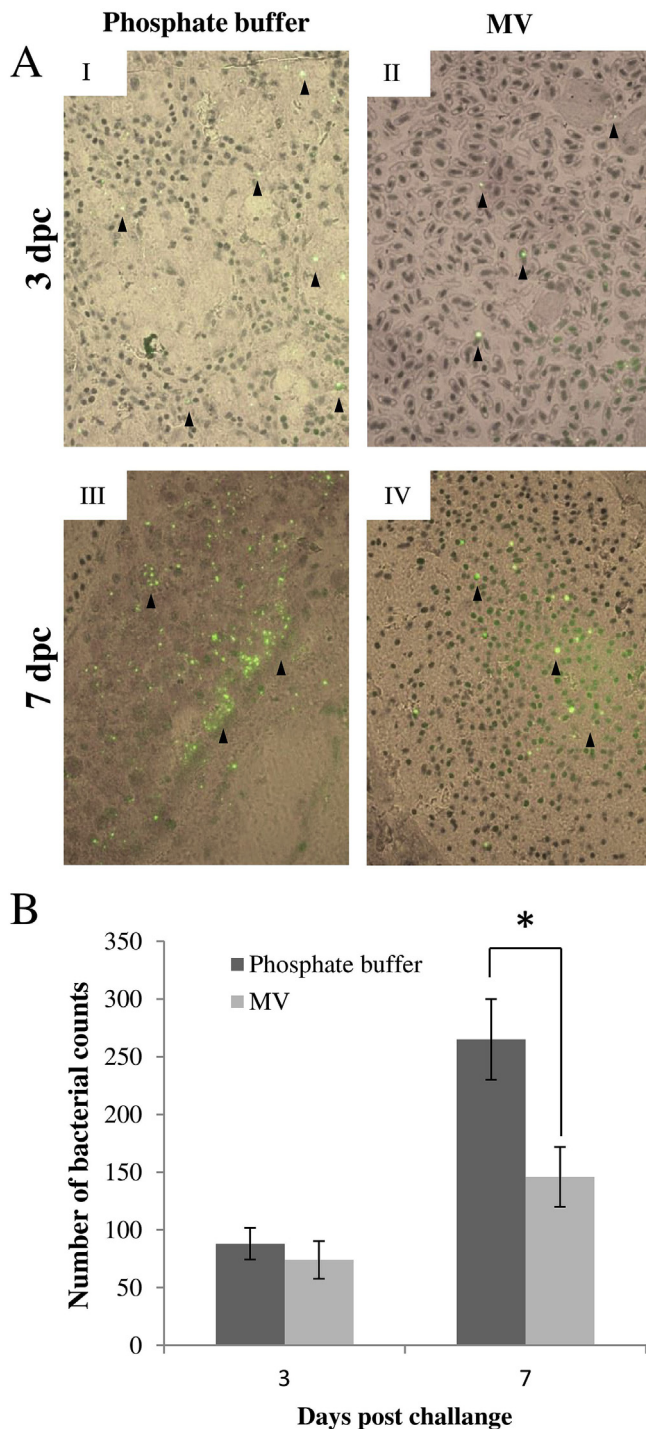 Phosphate buffer
MV
A
I
II
3 dpc
III
IV
7 dpc
B
*
350
300
250
200
150
100
50
0
Number of bacterial counts
Phosphate buffer
MV
3
7
Days post challange